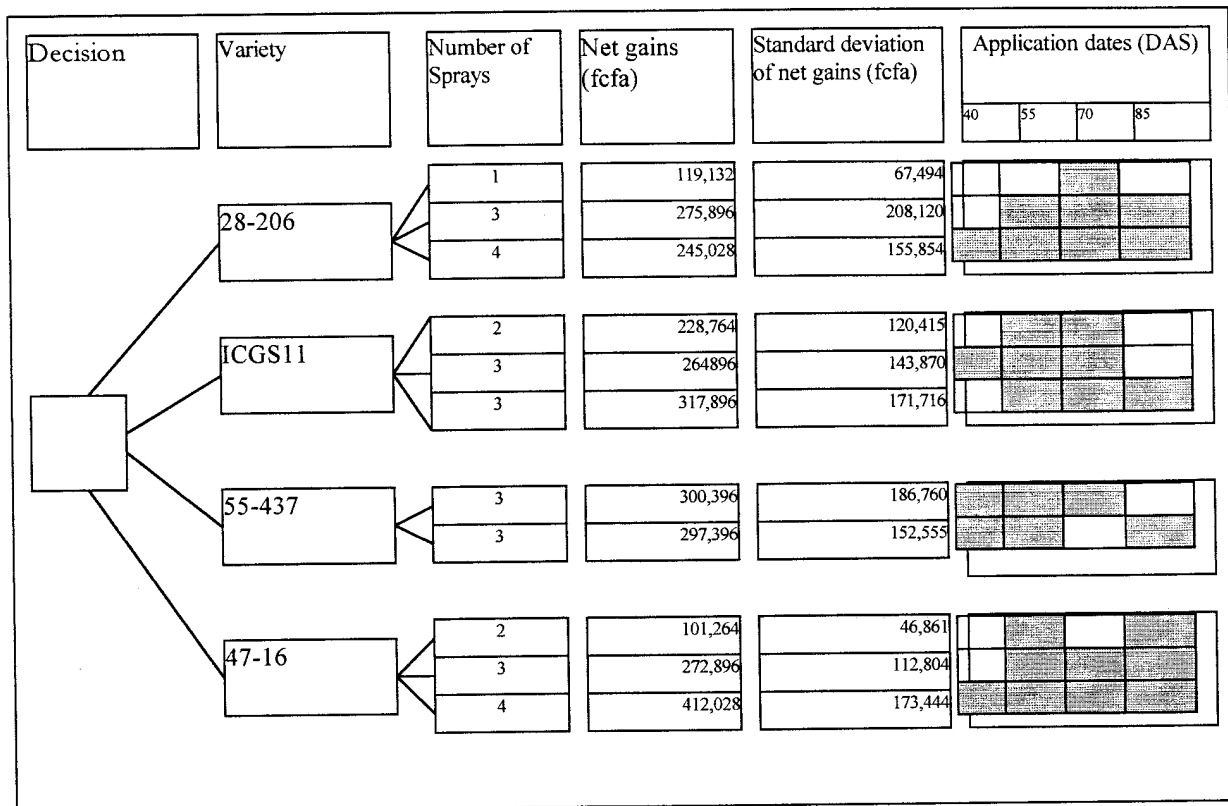 Decision
Variety
Number of
Sprays
Net gains
(fcfa)
Standard deviation
of net gains (fcfa)
Application dates (DAS)
40 55 70 85
28-206
1 119,132 67,494
3 275,896 208,120
4 245,028 155,854
ICGS11
2 228,764 120,415
3 264896 143,870
3 317,896 171,716
55-437
3 300,396 186,760
3 297,396 152,555
47-16
2 101,264 46,861
3 272,896 112,804
4 412,028 173,444